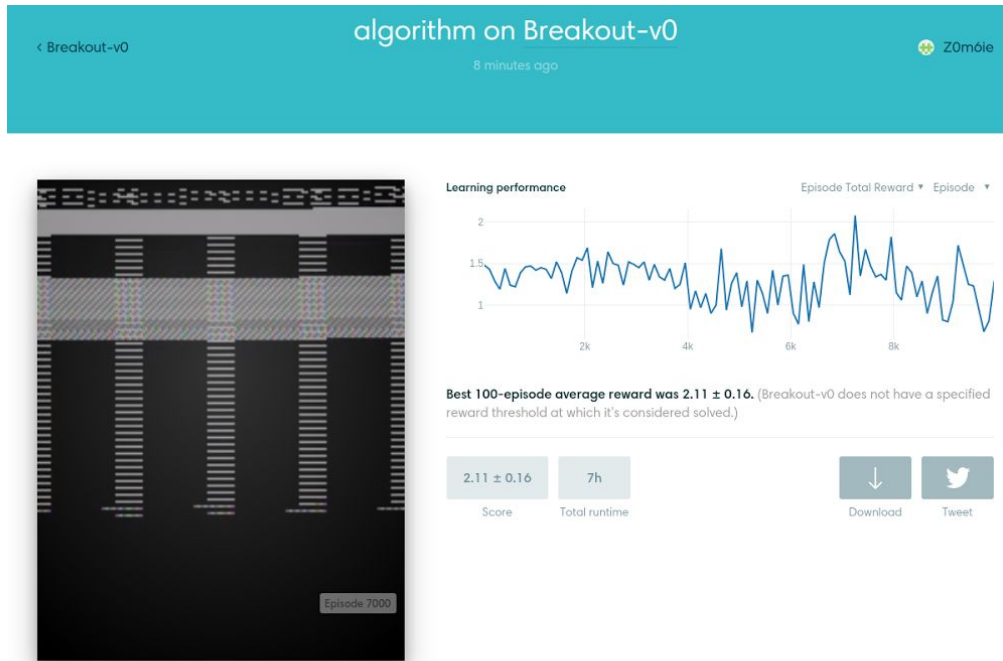 algorithm on Breakout-v0
‹ Breakout-v0
Z0móie
8 minutes ago
Learning performance
Episode Total Reward ▾ Episode ▾
2
1.5
1
2k 4k 6k 8k
Best 100-episode average reward was 2.11 ± 0.16. (Breakout-v0 does not have a specified
reward threshold at which it's considered solved.)
2.11 ± 0.16 7h
Score Total runtime Download Tweet
Episode 7000